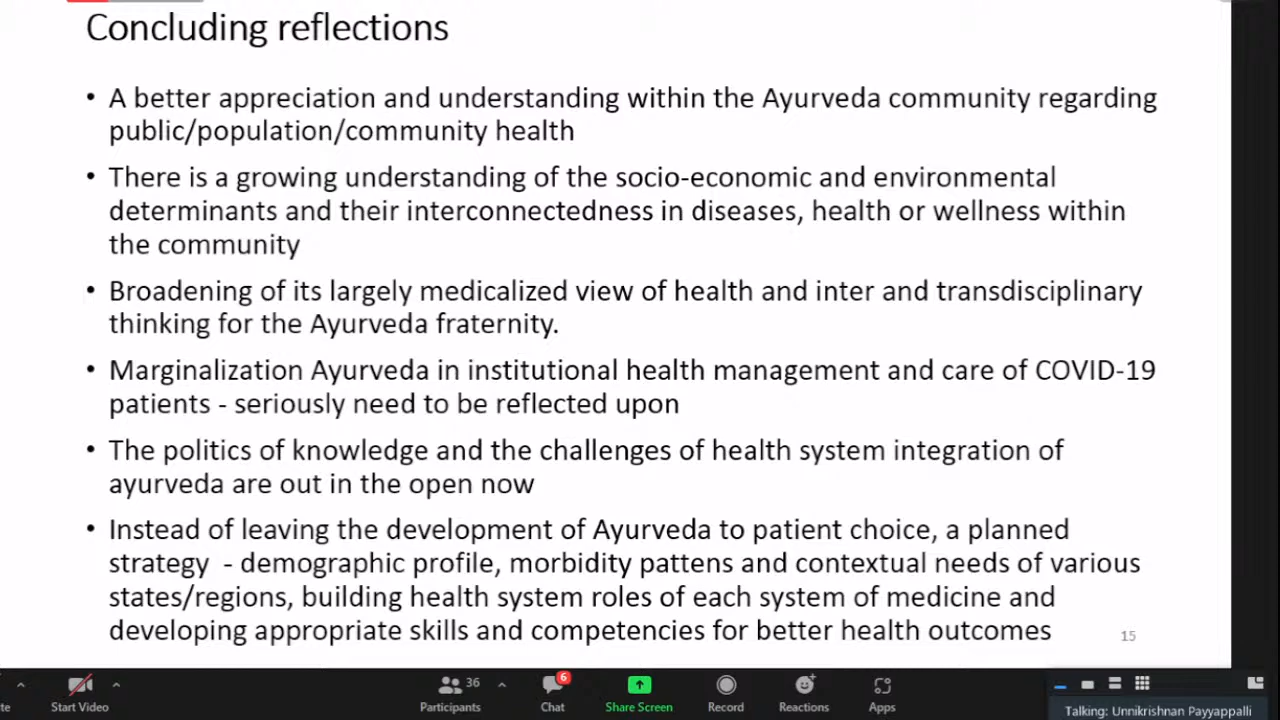 Concluding reflections
• A better appreciation and understanding within the Ayurveda community regarding
public/population/community health
• There is a growing understanding of the socio-economic and environmental
determinants and their interconnectedness in diseases, health or wellness within
the community
• Broadening of its largely medicalized view of health and inter and transdisciplinary
thinking for the Ayurveda fraternity.
• Marginalization Ayurveda in institutional health management and care of COVID-19
patients - seriously need to be reflected upon
• The politics of knowledge and the challenges of health system integration of
ayurveda are out in the open now
• Instead of leaving the development of Ayurveda to patient choice, a planned
strategy - demographic profile, morbidity pattens and contextual needs of various
states/regions, building health system roles of each system of medicine and
developing appropriate skills and competencies for better health outcomes
15
36
6
te
Start Video
Participants
Chat
Share Screen
Record
Reactions
Apps
Talking: Unnikrishnan Payyappalli